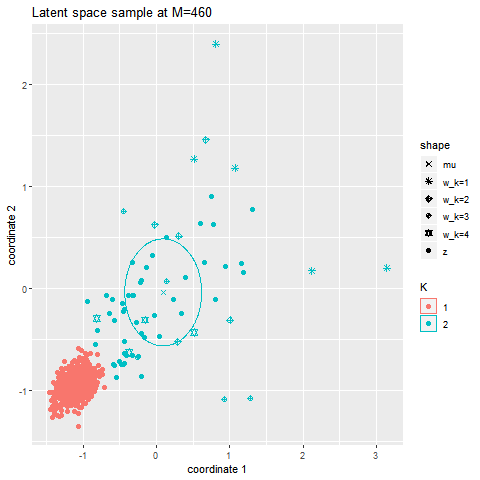 Latent space sample at M=460
coordinate 2
2
1
0
-1
-1
0
1
2
3
coordinate 1
shape
mu
w_k=1
w_k=2
w_k=3
w_k=4
z
K
1
2